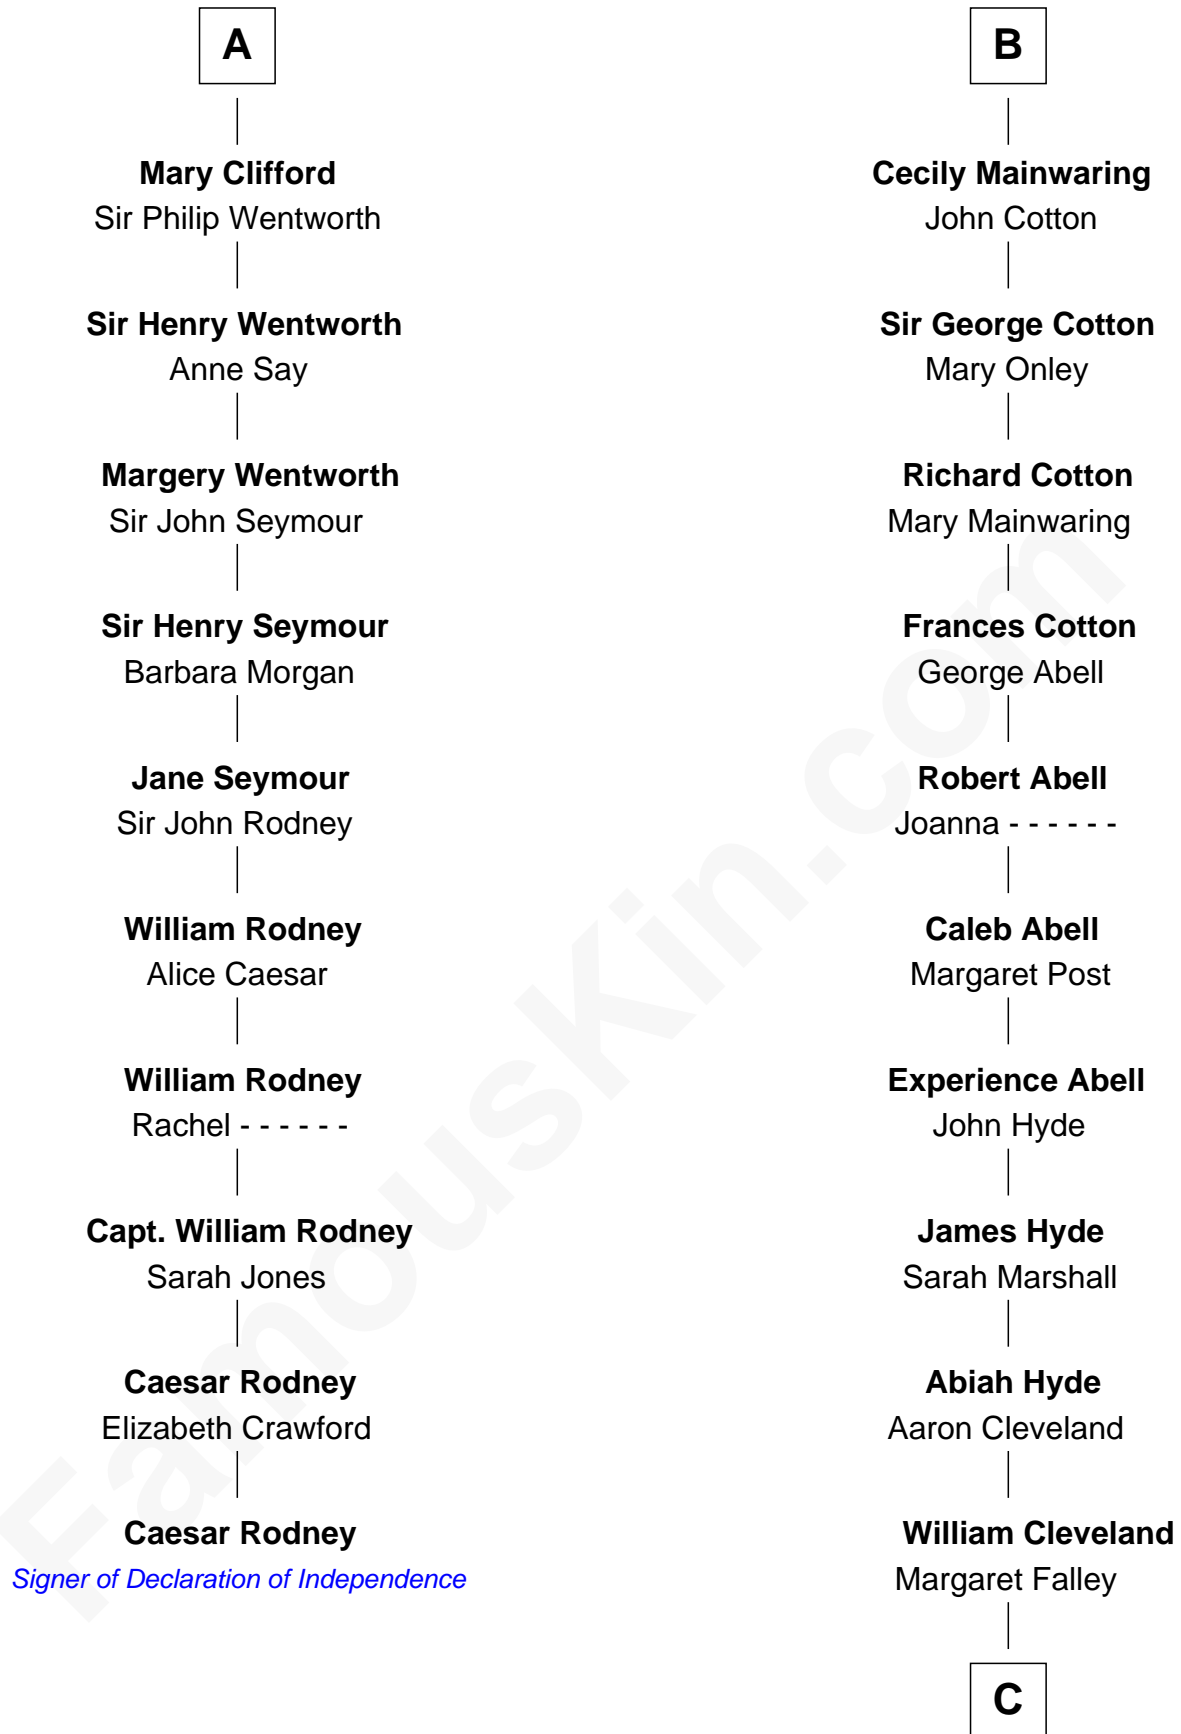 A
Mary Clifford
Sir Philip Wentworth
Sir Henry Wentworth
Anne Say
Margery Wentworth
Sir John Seymour
Sir Henry Seymour
Barbara Morgan
Jane Seymour
Sir John Rodney
William Rodney
Alice Caesar
William Rodney
Rachel - - - - - -
Capt. William Rodney
Sarah Jones
Caesar Rodney
Elizabeth Crawford
Caesar Rodney
Signer of Declaration of Independence
B
Cecily Mainwaring
John Cotton
Sir George Cotton
Mary Onley
Richard Cotton
Mary Mainwaring
Frances Cotton
George Abell
Robert Abell
Joanna - - - - - -
Caleb Abell
Margaret Post
Experience Abell
John Hyde
James Hyde
Sarah Marshall
Abiah Hyde
Aaron Cleveland
William Cleveland
Margaret Falley
C
FamousKin.com